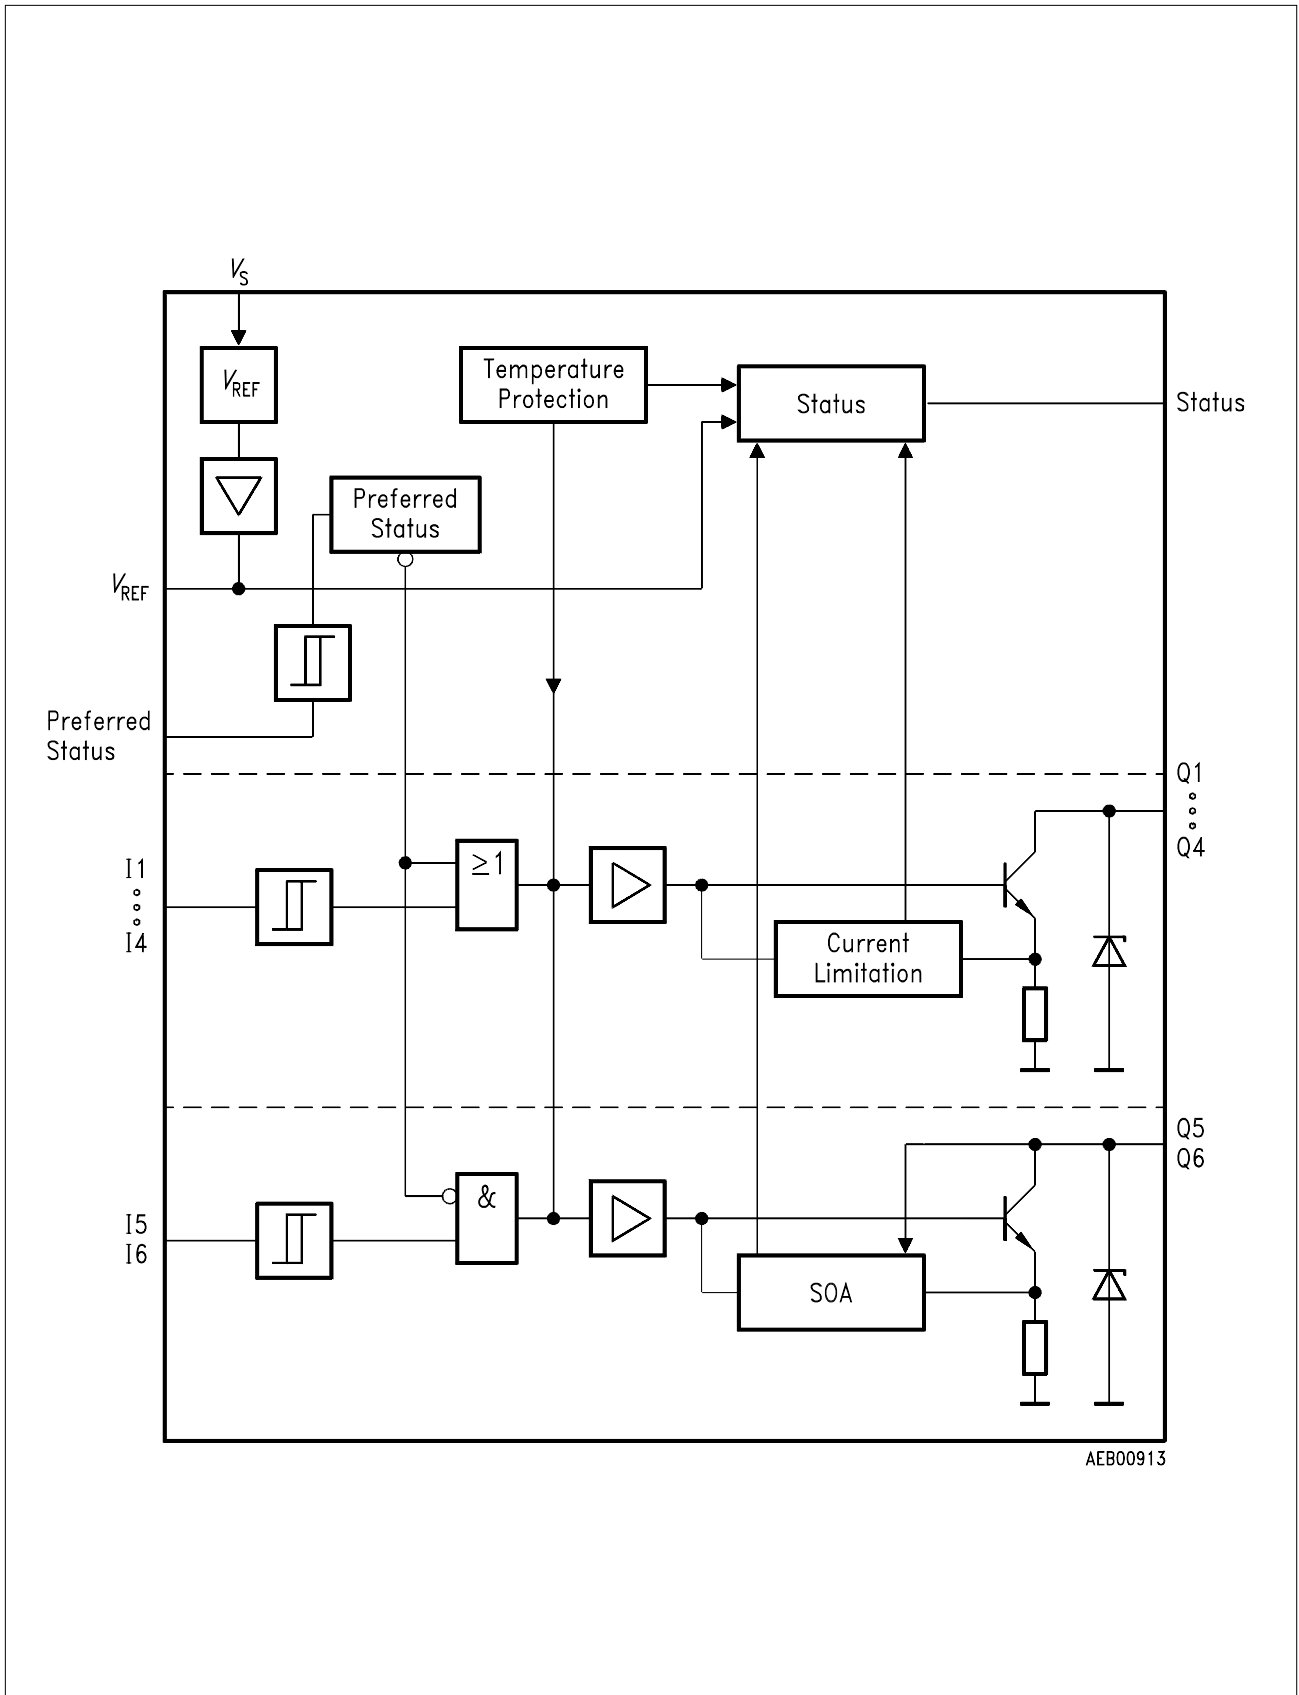 VS
VREF
Temperature
Protection
Status
Status
Preferred
Status
VREF
Preferred
Status
Q1
Q4
I1
I4
≥1
Current
Limitation
Q5
Q6
I5
I6
&
SOA
AEB00913